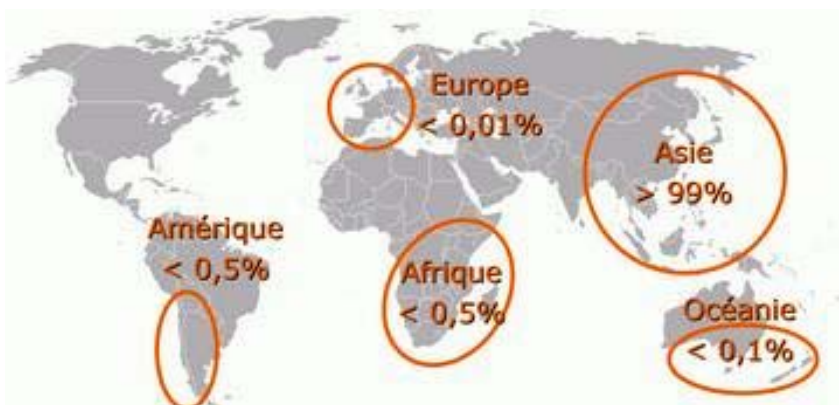 Europe
< 0,01%
Asie
> 99%
Amérique
< 0,5%
Afrique
< 0,5%
Océanie
< 0,1%